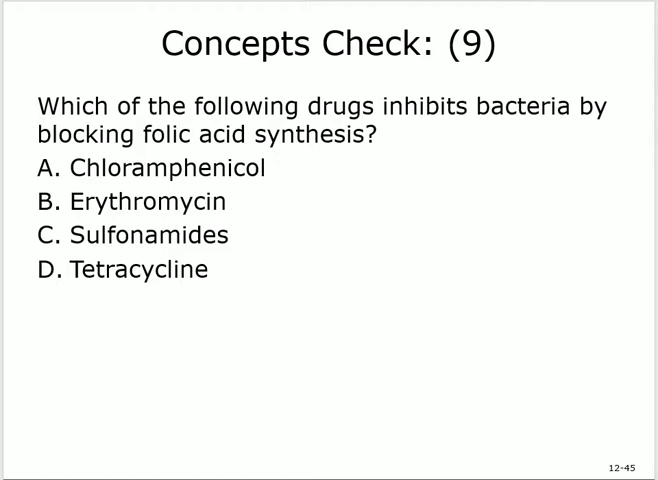 Concepts Check: (9)
Which of the following drugs inhibits bacteria by
blocking folic acid synthesis?
A. Chloramphenicol
B. Erythromycin
C. Sulfonamides
D. Tetracycline
12-45